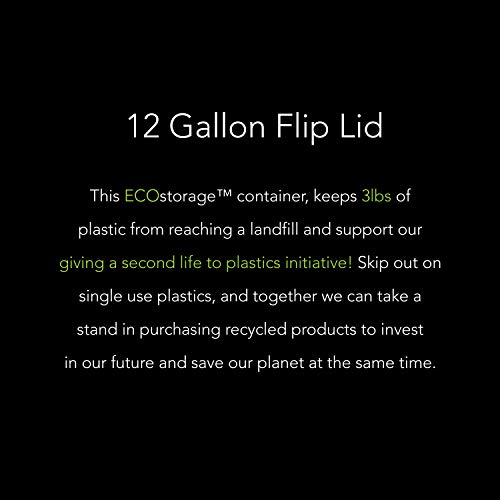 12 Gallon Flip Lid
This ECOstorage™ container, keeps 3lbs of
plastic from reaching a landfill and support our
giving a second life to plastics initiative! Skip out on
single use plastics, and together we can take a
stand in purchasing recycled products to invest
in our future and save our planet at the same time.